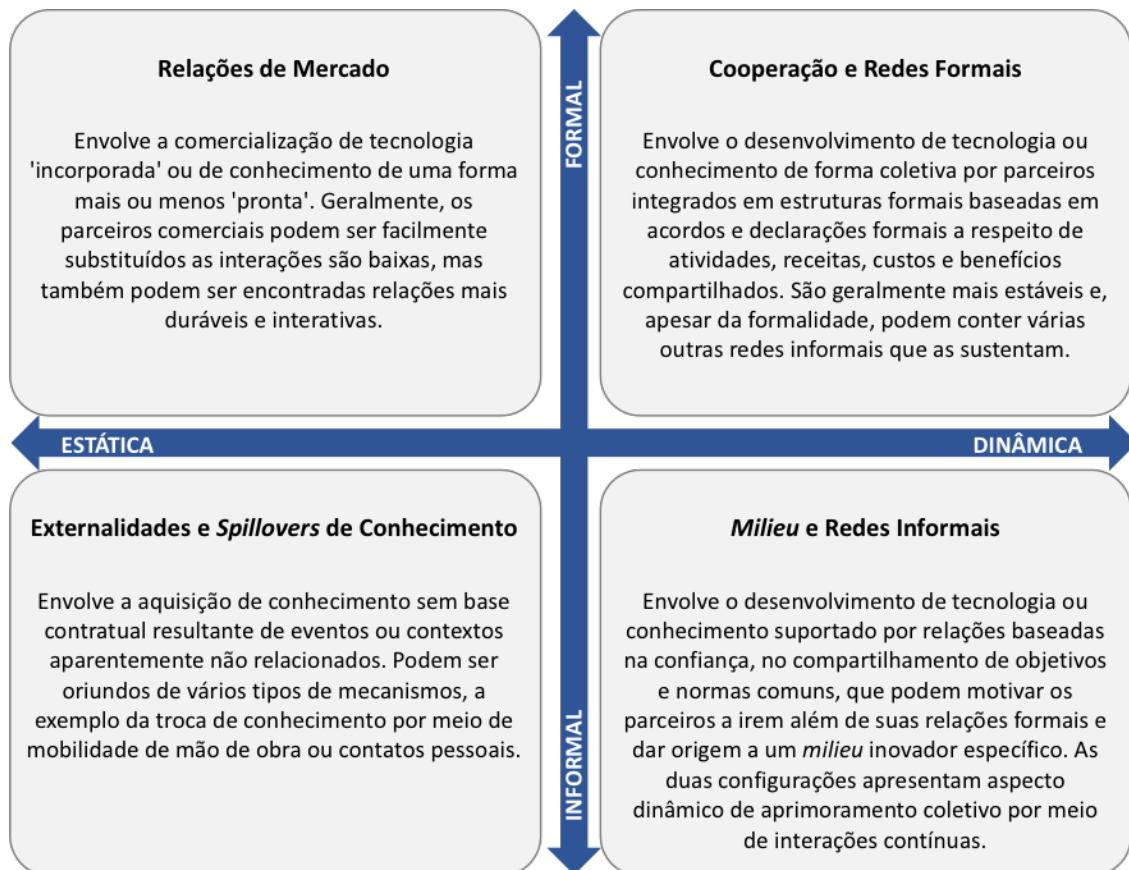 Relações de Mercado
Envolve a comercialização de tecnologia
'incorporada' ou de conhecimento de uma forma
mais ou menos 'pronta'. Geralmente, os
parceiros comerciais podem ser facilmente
substituídos as interações são baixas, mas
também podem ser encontradas relações mais
duráveis e interativas.
FORMAL
Cooperação e Redes Formais
Envolve o desenvolvimento de tecnologia ou
conhecimento de forma coletiva por parceiros
integrados em estruturas formais baseadas em
acordos e declarações formais a respeito de
atividades, receitas, custos e benefícios
compartilhados. São geralmente mais estáveis e,
apesar da formalidade, podem conter várias
outras redes informais que as sustentam.
ESTÁTICA
DINÂMICA
Externalidades e Spillovers de Conhecimento
Envolve a aquisição de conhecimento sem base
contratual resultante de eventos ou contextos
aparentemente não relacionados. Podem ser
oriundos de vários tipos de mecanismos, a
exemplo da troca de conhecimento por meio de
mobilidade de mão de obra ou contatos pessoais.
INFORMAL
Milieu e Redes Informais
Envolve o desenvolvimento de tecnologia ou
conhecimento suportado por relações baseadas
na confiança, no compartilhamento de objetivos
e normas comuns, que podem motivar os
parceiros a irem além de suas relações formais e
dar origem a um milieu inovador específico. As
duas configurações apresentam aspecto
dinâmico de aprimoramento coletivo por meio
de interações contínuas.